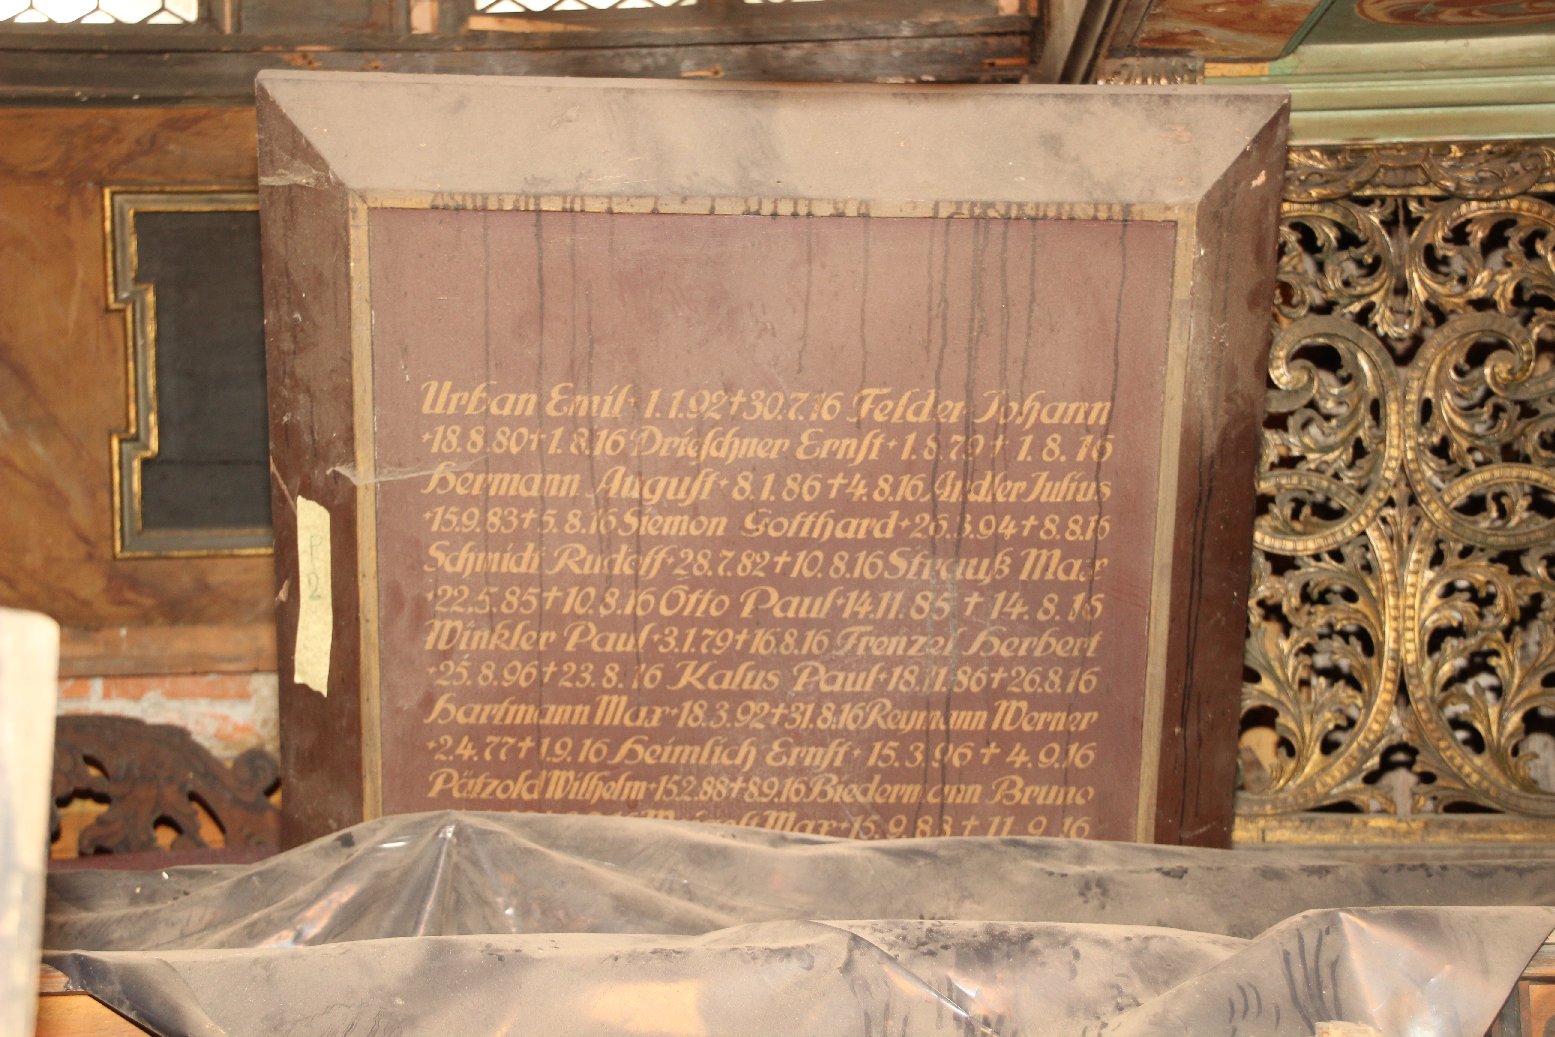 Urban Emil *1.1.92 †30.7.16 Felder Johann
*18.8.80 †1.8.16 Drieschner Ernst *1.8.79 †1.8.16
Hermann August *8.1.86 †4.8.16 Andler Julius
*15.9.83 †5.8.16 Siemon Gotthard *26.3.94 †8.8.16
Schmidt Rudolf *28.7.82 †10.8.16 Strauß Max
*22.5.85 †10.8.16 Otto Paul *14.11.85 †14.8.16
Winkler Paul *3.1.79 †16.8.16 Frenzel Herbert
*25.8.96 †23.8.16 Kalus Paul *18.11.86 †26.8.16
Hartmann Max *18.3.92 †31.8.16 Reymann Werner
*2.4.77 †1.9.16 Heimlich Ernst *15.3.96 †4.9.16
Pätzold Wilhelm *15.2.88 †8.9.16 Biedermann Bruno
Max *15.9.83 †11.9.16
P
2